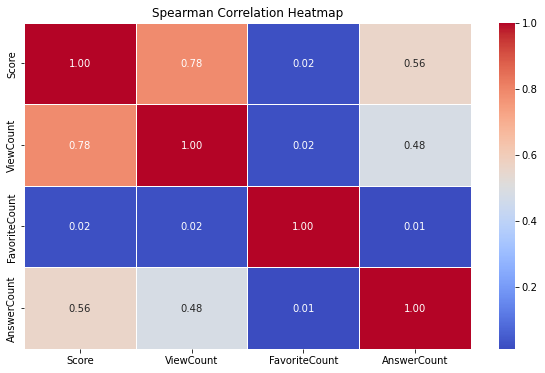 Spearman Correlation Heatmap
Score
1.00 0.78 0.02 0.56
ViewCount
0.78 1.00 0.02 0.48
FavoriteCount
0.02 0.02 1.00 0.01
AnswerCount
0.56 0.48 0.01 1.00
Score ViewCount FavoriteCount AnswerCount
1.0
0.8
0.6
0.4
0.2